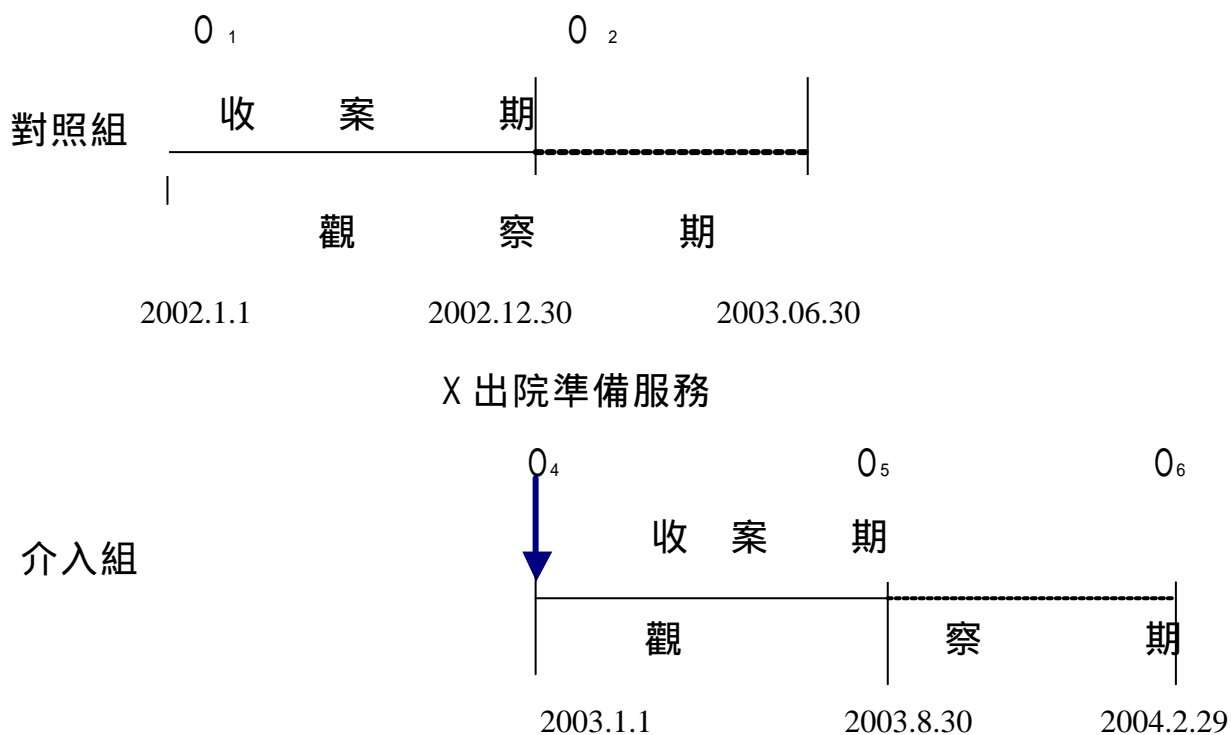 O 1 O 2
收 案 期
對照組
觀 察 期
2002.1.1 2002.12.30 2003.06.30
X 出院準備服務
O4 O5 O6
收 案 期
介入組
觀 察 期
2003.1.1 2003.8.30 2004.2.29